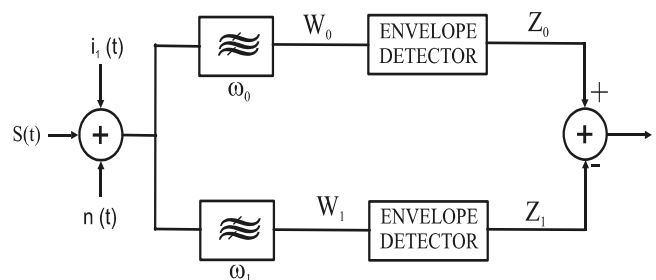 i₁ (t)
S(t)
+
n (t)
ω₀
W₀
ENVELOPE
DETECTOR
Z₀
+
+
-
ω₁
W₁
ENVELOPE
DETECTOR
Z₁